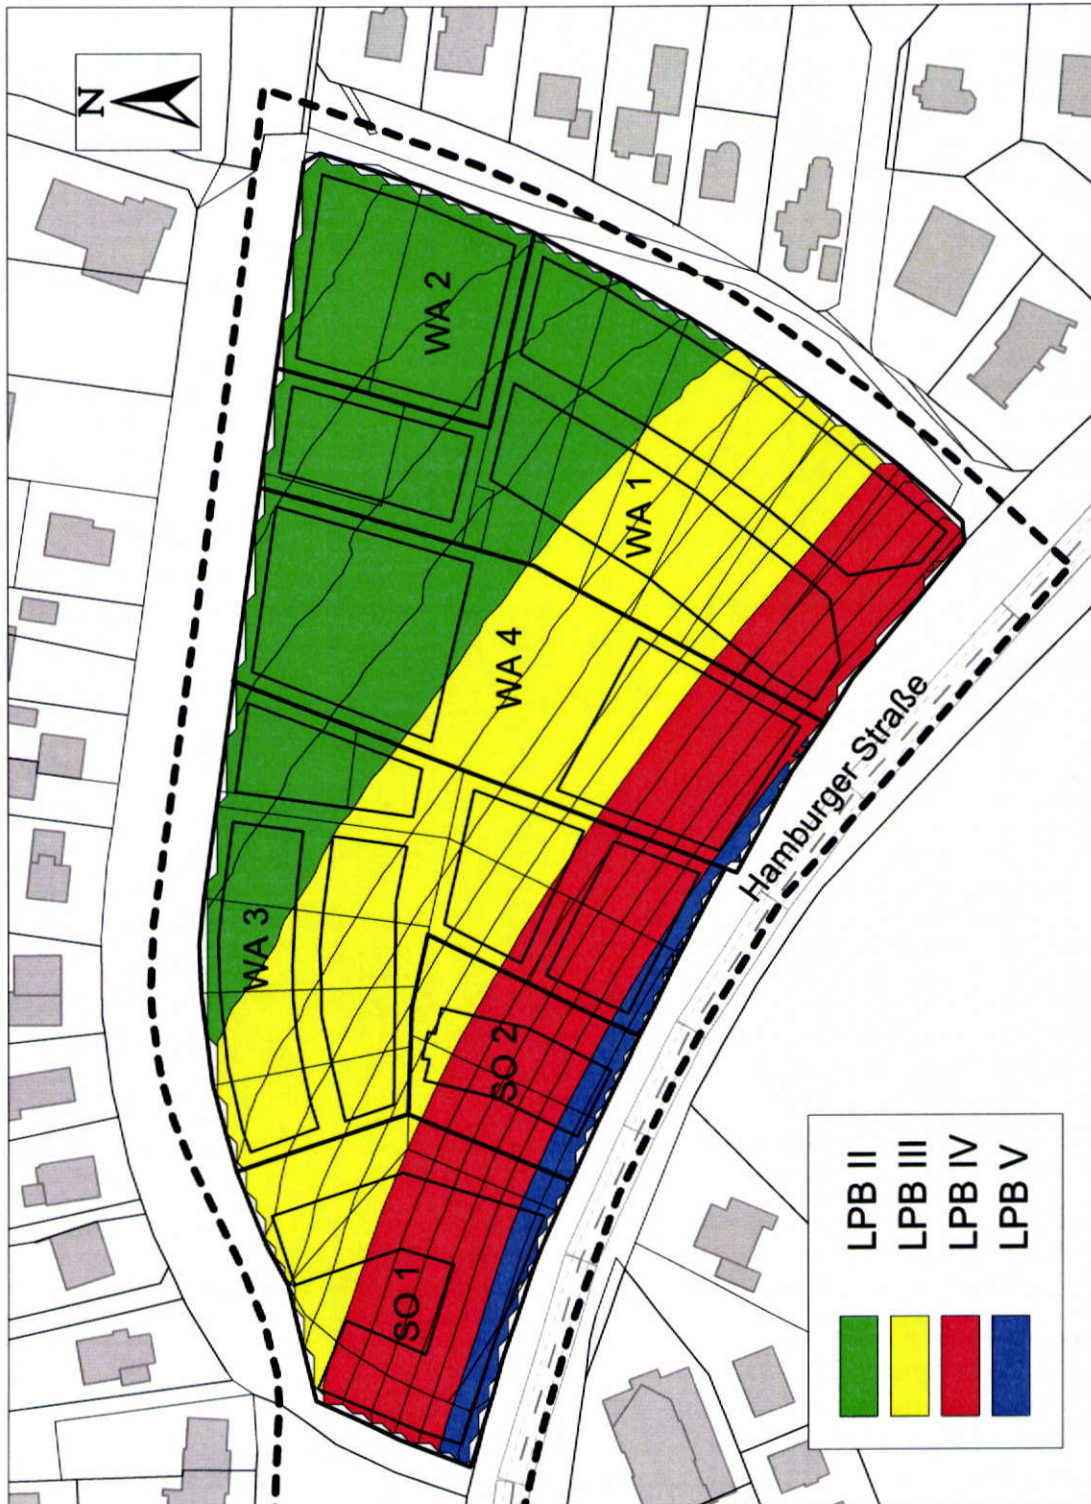 N
WA 2
WA 1
WA 4
WA 3
SO 2
SO 1
Hamburger Straße
LPB II
LPB III
LPB IV
LPB V